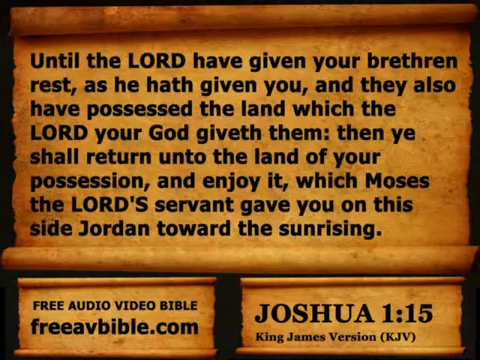 Until the LORD have given your brethren
rest, as he hath given you, and they also
have possessed the land which the
LORD your God giveth them: then ye
shall return unto the land of your
possession, and enjoy it, which Moses
the LORD'S servant gave you on this
side Jordan toward the sunrising.
FREE AUDIO VIDEO BIBLE
freeavbible.com
JOSHUA 1:15
King James Version (KJV)